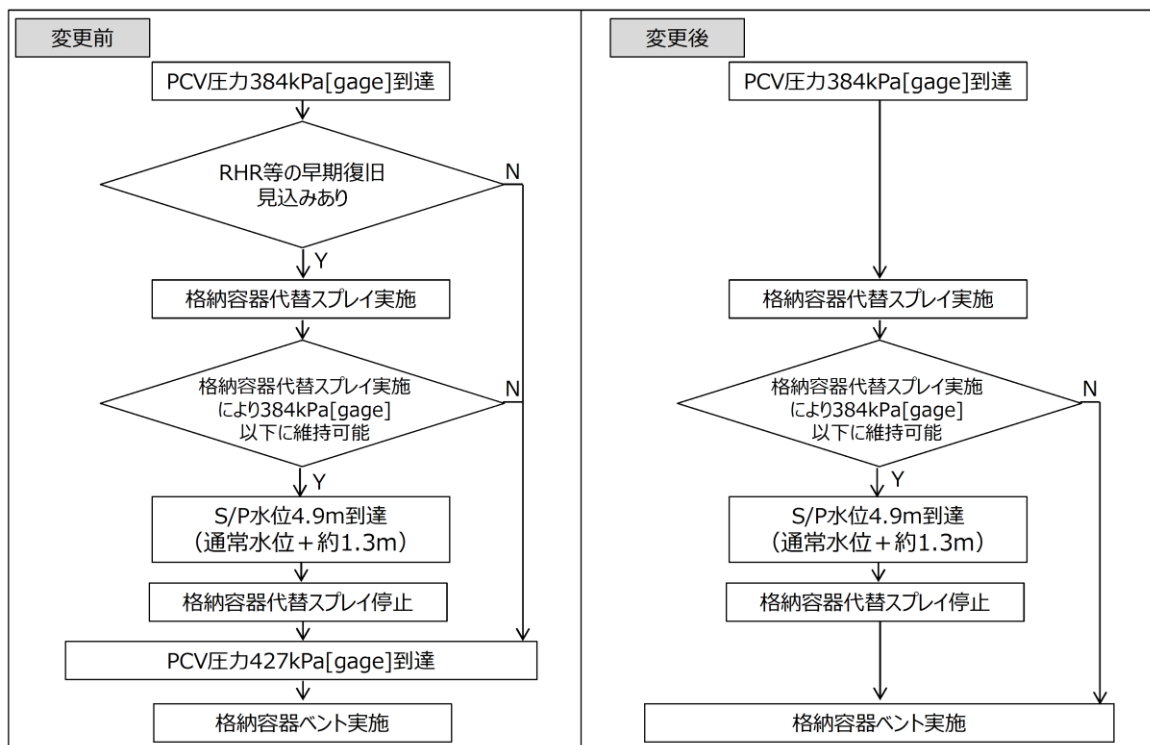 変更前
PCV圧力384kPa[gage]到達
RHR等の早期復旧
見込みあり
N
Y
格納容器代替スプレイ実施
格納容器代替スプレイ実施
により384kPa[gage]
以下に維持可能
N
Y
S/P水位4.9m到達
(通常水位+約1.3m)
格納容器代替スプレイ停止
PCV圧力427kPa[gage]到達
格納容器ベント実施
変更後
PCV圧力384kPa[gage]到達
格納容器代替スプレイ実施
格納容器代替スプレイ実施
により384kPa[gage]
以下に維持可能
N
Y
S/P水位4.9m到達
(通常水位+約1.3m)
格納容器代替スプレイ停止
格納容器ベント実施